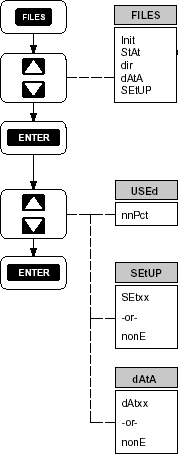 FILES
FILES
Init
StAt
dir
dAtA
SEtUP
ENTER
USEd
nnPct
ENTER
SEtUP
SEtxx
-or-
nonE
dAtA
dAtxx
-or-
nonE